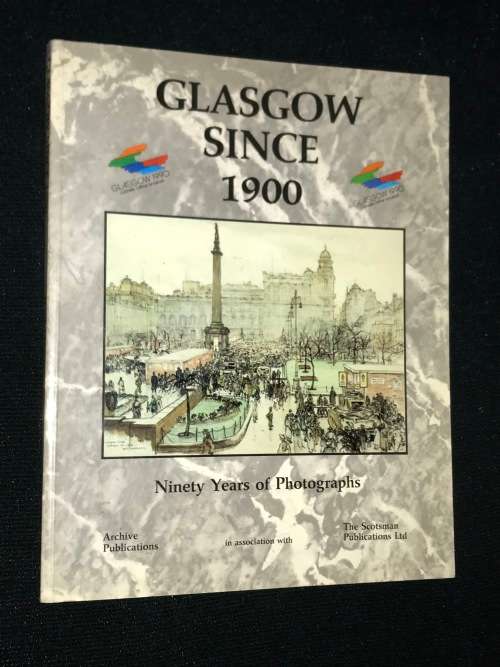 GLASGOW
SINCE
1900
GLASGOW 1990
GLASGOW 1990
Ninety Years of Photographs
Archive
Publications
in association with
The Scotsman
Publications Ltd